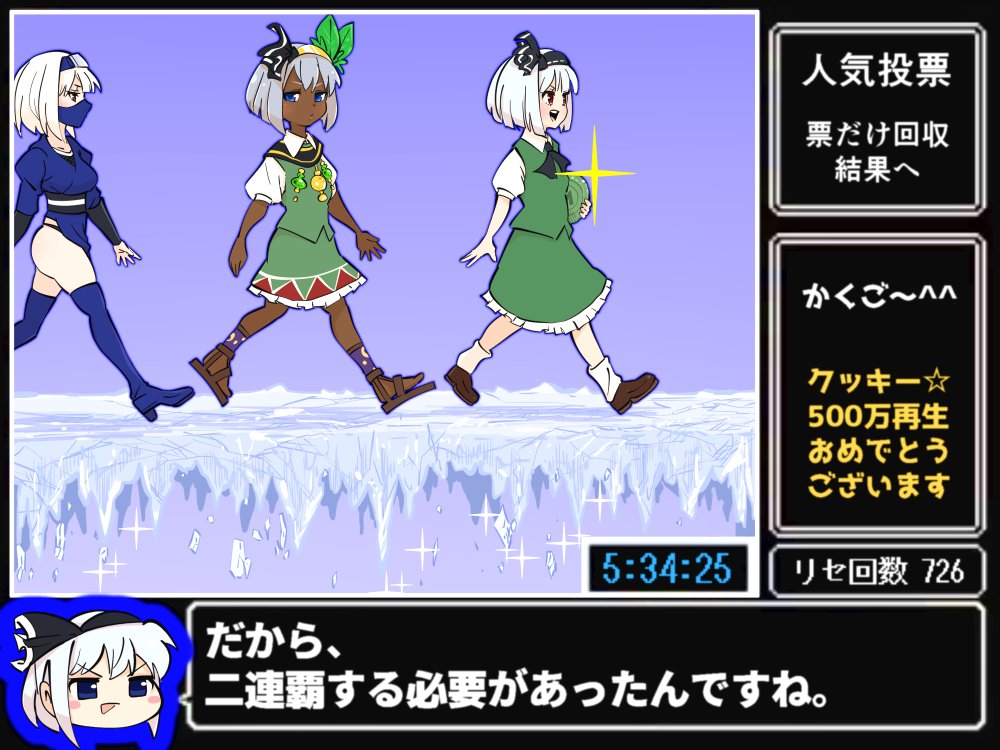 人気投票
票だけ回収
結果へ
かくご～^^
クッキー☆
500万再生
おめでとう
ございます
5:34:25
リセ回数 726
だから、
二連覇する必要があったんですね。